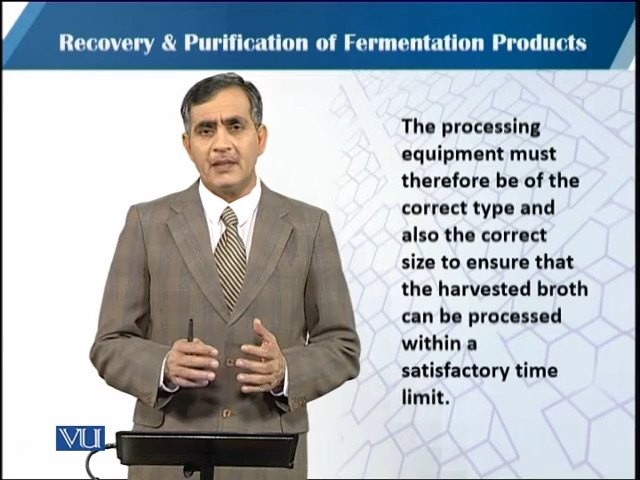 Recovery & Purification of Fermentation Products
The processing
equipment must
therefore be of the
correct type and
also the correct
size to ensure that
the harvested broth
can be processed
within a
satisfactory time
limit.
VU